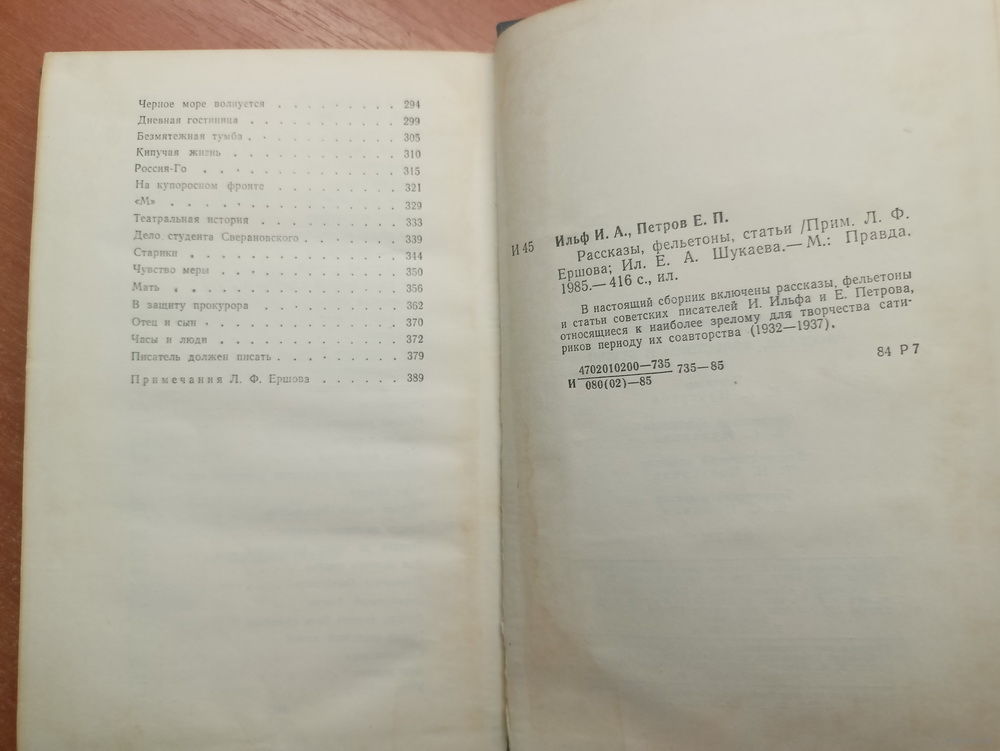 Черное море волнуется . . . . . . . . . 294
Дневная гостиница . . . . . . . . . . . 299
Безмятежная тумба . . . . . . . . . . . 305
Кипучая жизнь . . . . . . . . . . . . 310
Россия-Го . . . . . . . . . . . . . 315
На купоросном фронте . . . . . . . . . 321
«М» . . . . . . . . . . . . . . . 329
Театральная история . . . . . . . . . . 333
Дело студента Сверановского . . . . . . . 339
Старики . . . . . . . . . . . . . . 344
Чувство меры . . . . . . . . . . . . 350
Мать . . . . . . . . . . . . . . . 356
В защиту прокурора . . . . . . . . . . 362
Отец и сын . . . . . . . . . . . . . 370
Часы и люди . . . . . . . . . . . . 372
Писатель должен писать . . . . . . . . . 379
Примечания Л. Ф. Ершова . . . . . . 389
Ильф И. А., Петров Е. П.
И 45 Рассказы, фельетоны, статьи /Прим. Л. Ф.
Ершова; Ил. Е. А. Шукаева.— М.: Правда.
1985.— 416 с., ил.
В настоящий сборник включены рассказы, фельетоны
и статьи советских писателей И. Ильфа и Е. Петрова,
относящиеся к наиболее зрелому для творчества сати-
риков периоду их соавторства (1932—1937).
84 Р 7
И 4702010200—735 735—85
080(02)—85